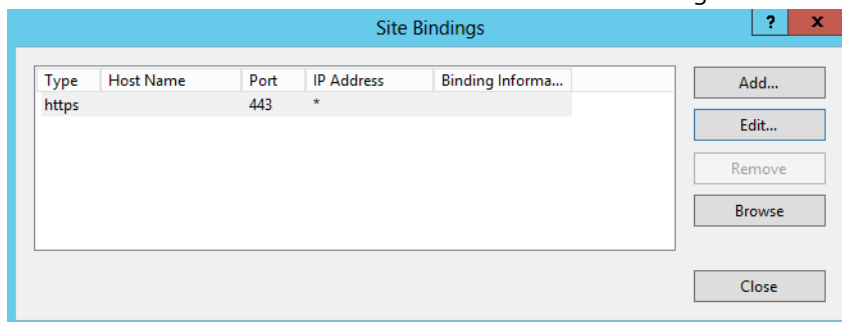 Site Bindings
? x
Type Host Name Port IP Address Binding Informa...
https 443 *
Add...
Edit...
Remove
Browse
Close